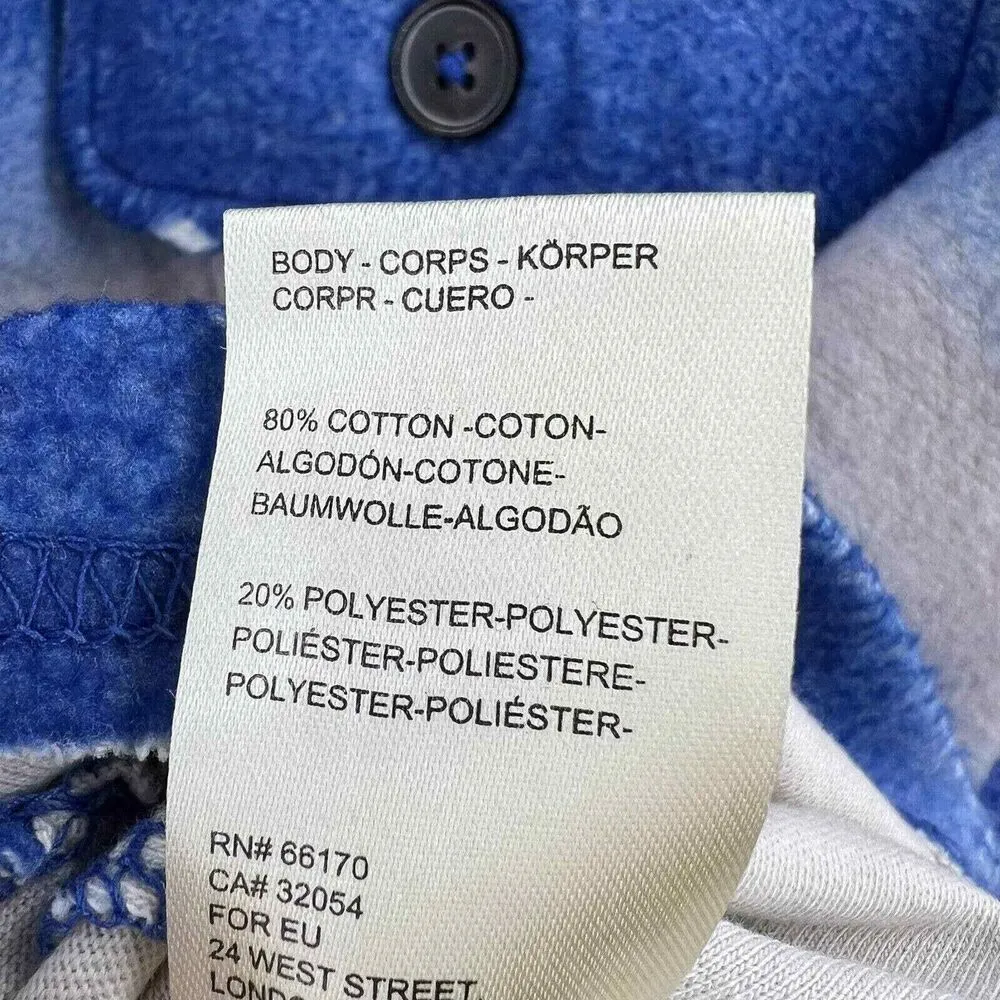 BODY - CORPS - KÖRPER
CORPR - CUERO -
80% COTTON -COTON-
ALGODÓN-COTONE-
BAUMWOLLE-ALGODÃO
20% POLYESTER-POLYESTER-
POLIÉSTER-POLIESTERE-
POLYESTER-POLIÉSTER-
RN# 66170
CA# 32054
FOR EU
24 WEST STREET,